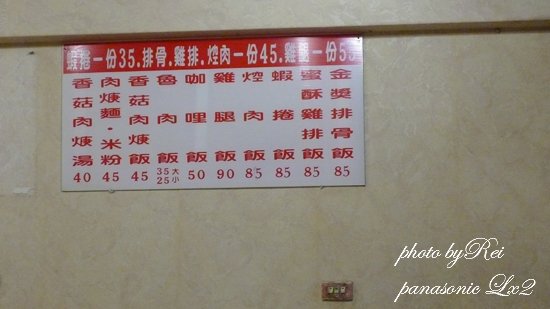 蝦捲一份35.排骨.雞排.焢肉一份45.雞腿一份55
香菇肉焿湯 40
肉焿麵·米粉 45
香菇肉焿飯 45
魯肉飯 35大 25小
咖哩飯 50
雞腿飯 90
焢肉飯 85
蝦捲飯 85
蜜酥雞排飯 85
金漿排骨飯 85
photo byRei
panasonic Lx2